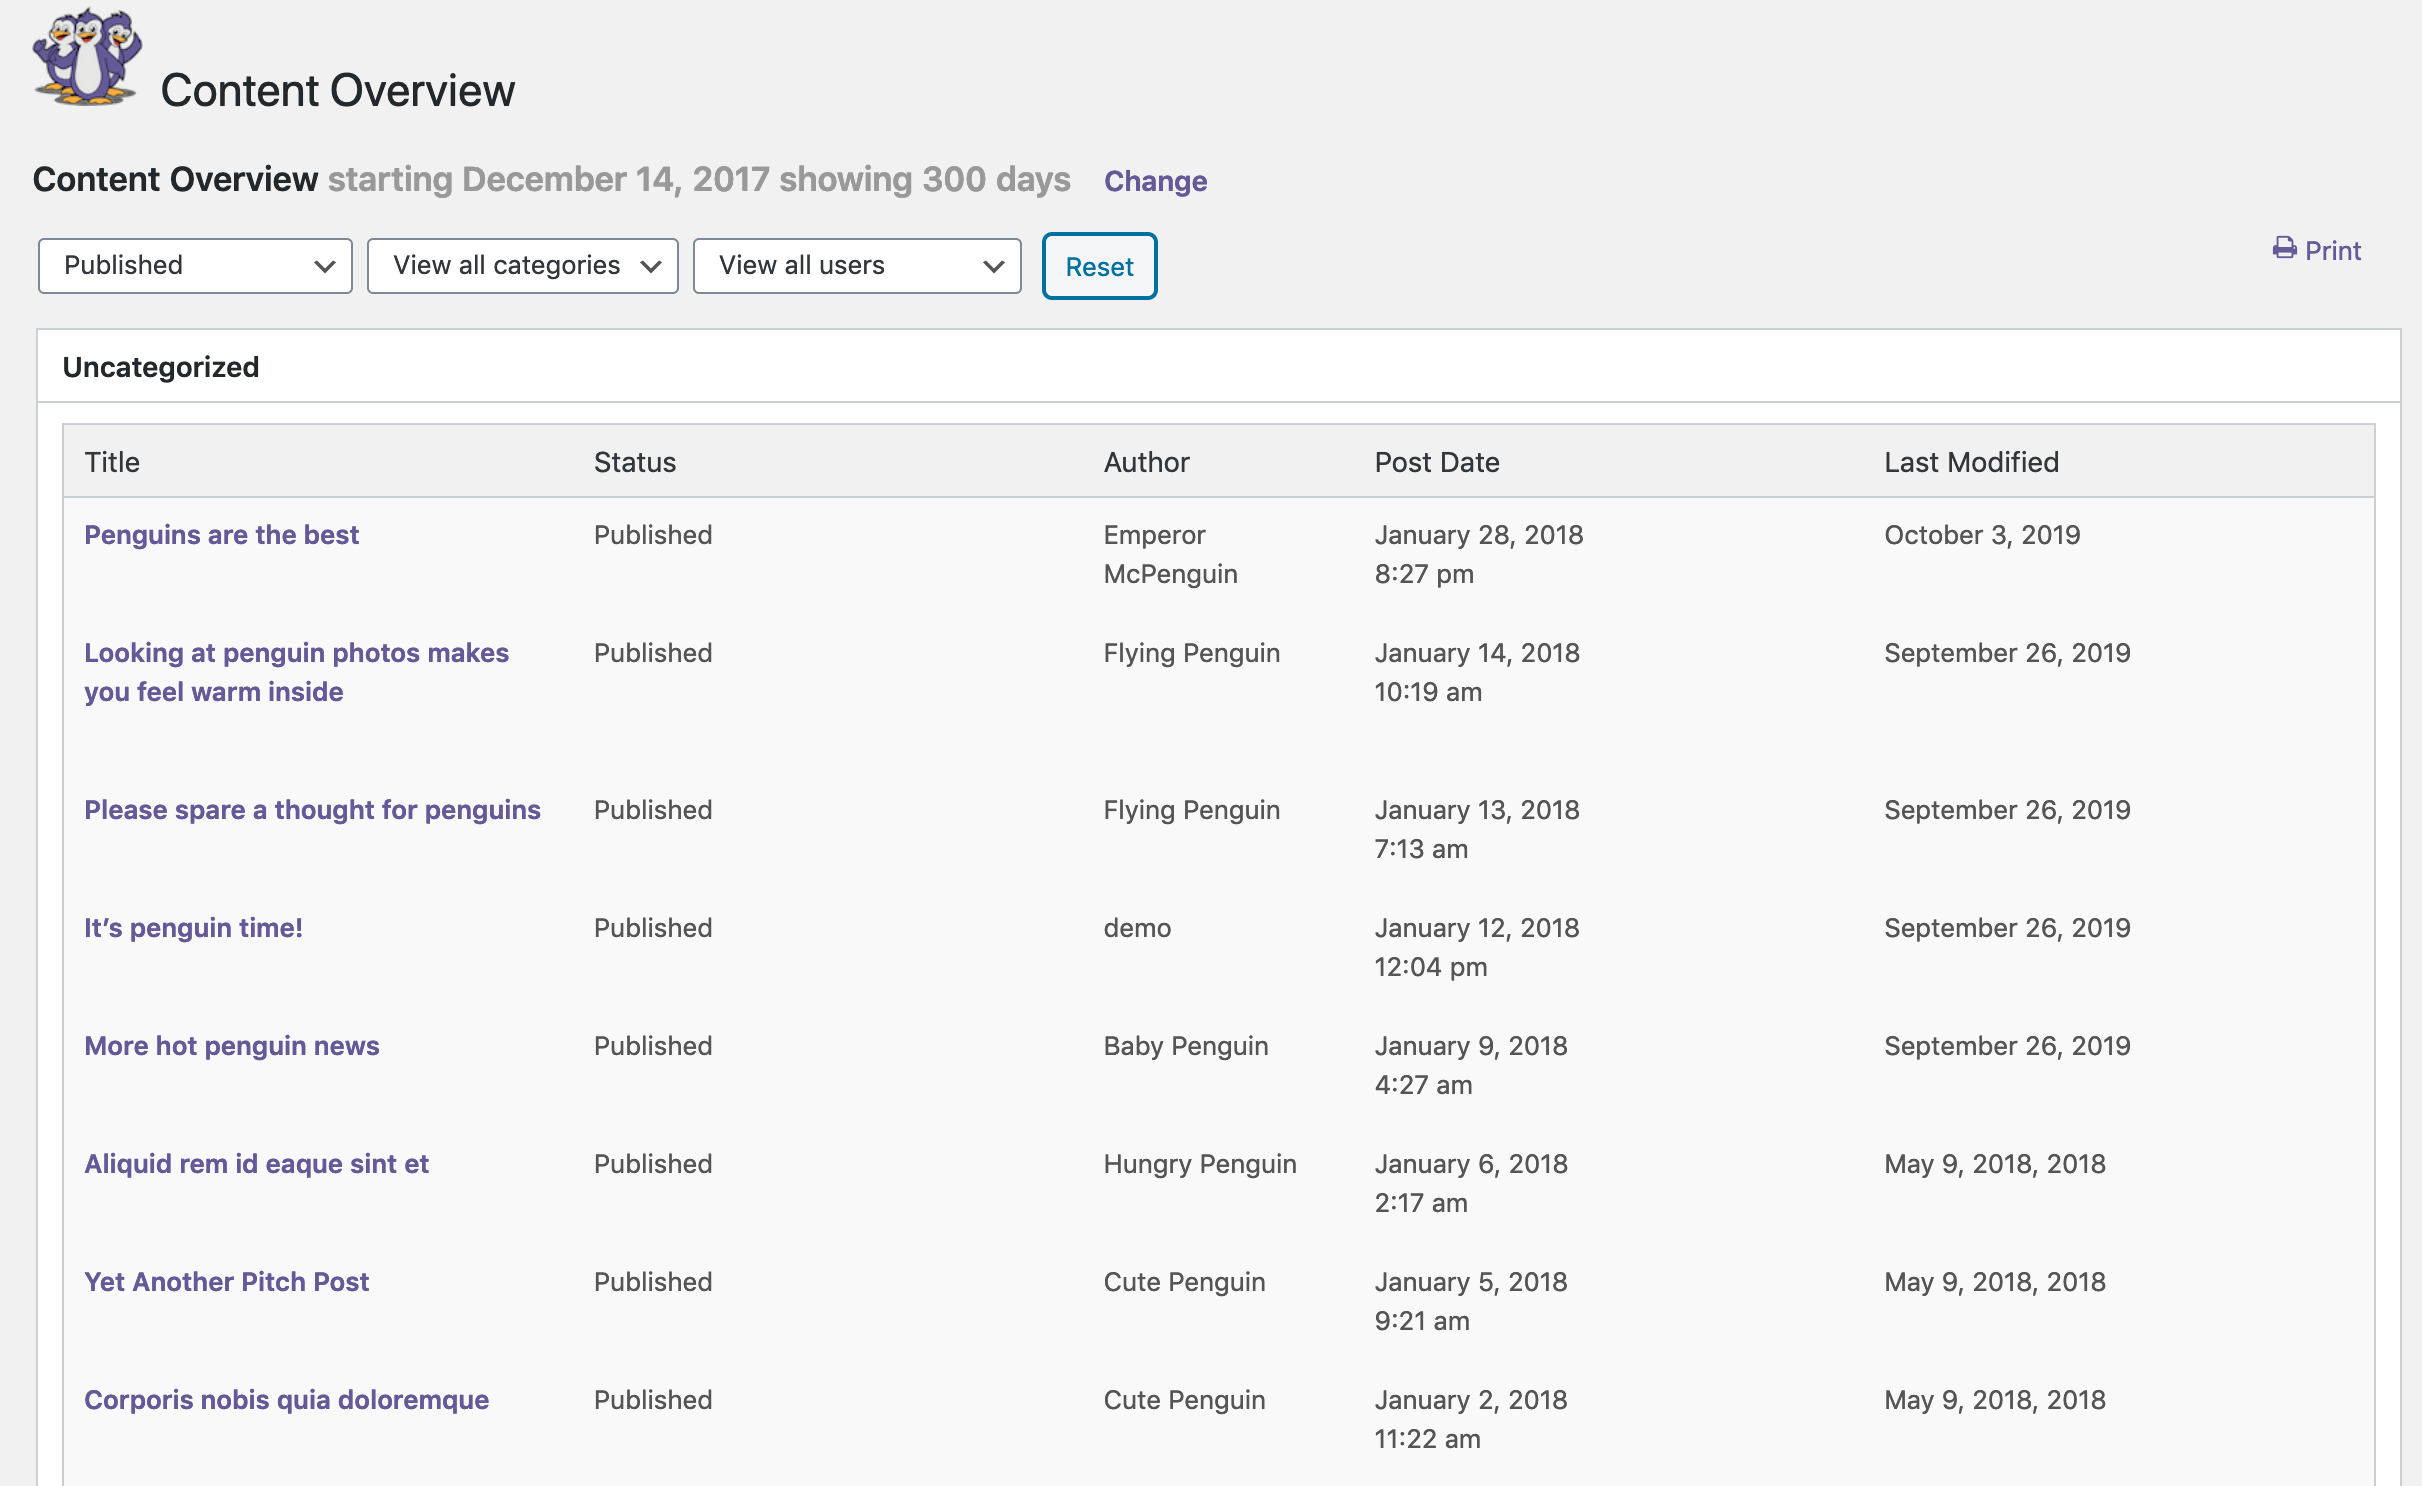 Content Overview
Content Overview starting December 14, 2017 showing 300 days Change
Published View all categories View all users Reset Print
Uncategorized
Title Status Author Post Date Last Modified
Penguins are the best Published Emperor January 28, 2018 October 3, 2019
McPenguin 8:27 pm
Looking at penguin photos makes Published Flying Penguin January 14, 2018 September 26, 2019
you feel warm inside 10:19 am
Please spare a thought for penguins Published Flying Penguin January 13, 2018 September 26, 2019
7:13 am
It’s penguin time! Published demo January 12, 2018 September 26, 2019
12:04 pm
More hot penguin news Published Baby Penguin January 9, 2018 September 26, 2019
4:27 am
Aliquid rem id eaque sint et Published Hungry Penguin January 6, 2018 May 9, 2018, 2018
2:17 am
Yet Another Pitch Post Published Cute Penguin January 5, 2018 May 9, 2018, 2018
9:21 am
Corporis nobis quia doloremque Published Cute Penguin January 2, 2018 May 9, 2018, 2018
11:22 am